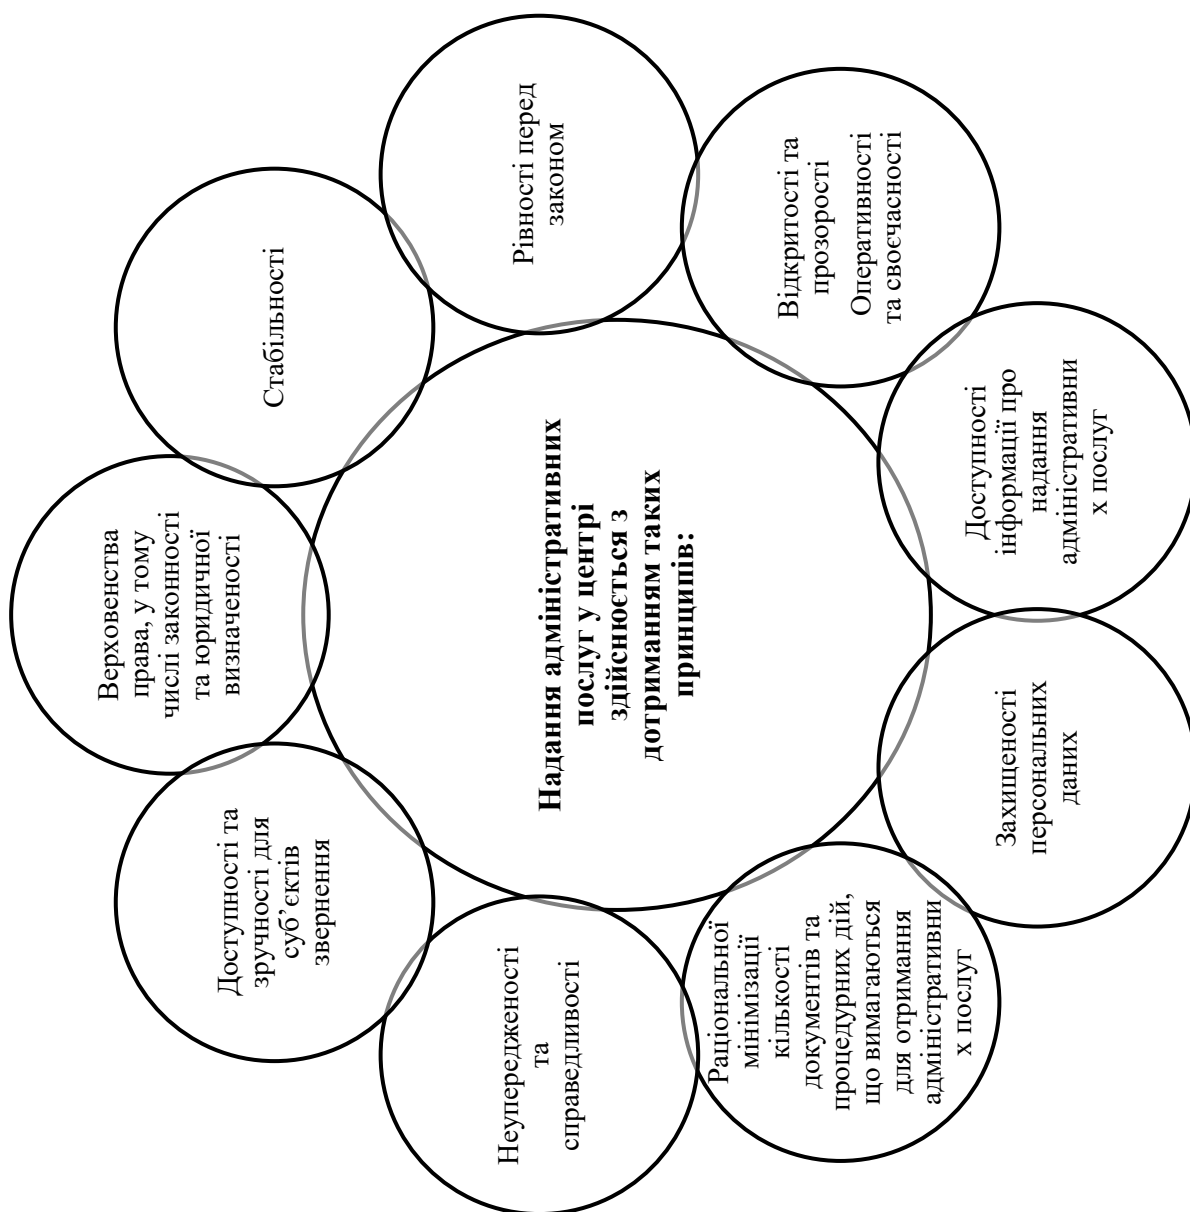 Надання адміністративних
послуг у центрі
здійснюється з
дотриманням таких
принципів:
Верховенства
права, у тому
числі законності
та юридичної
визначеності
Стабільності
Рівності перед
законом
Відкритості та
прозорості
Оперативності
та своєчасності
Доступності
інформації про
надання
адміністративни
х послуг
Захищеності
персональних
даних
Раціональної
мінімізації
кількості
документів та
процедурних дій,
що вимагаються
для отримання
адміністративни
х послуг
Неупередженості
та
справедливості
Доступності та
зручності для
суб’єктів
звернення